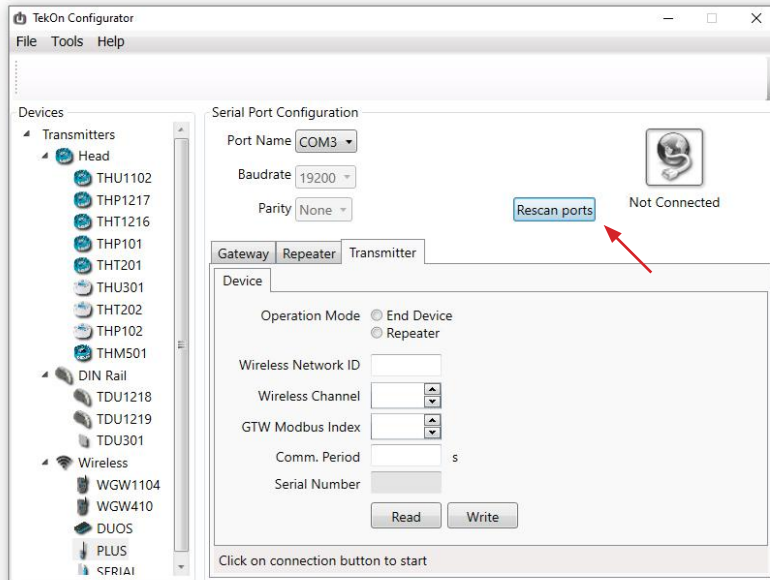 TekOn Configurator
File Tools Help
Devices
Transmitters
Head
THU1102
THP1217
THT1216
THP101
THT201
THU301
THT202
THP102
THM501
DIN Rail
TDU1218
TDU1219
TDU301
Wireless
WGW1104
WGW410
DUOS
PLUS
SERIAL
Serial Port Configuration
Port Name COM3
Baudrate 19200
Parity None
Rescan ports
Not Connected
Gateway Repeater Transmitter
Device
Operation Mode End Device
Repeater
Wireless Network ID
Wireless Channel
GTW Modbus Index
Comm. Period s
Serial Number
Read Write
Click on connection button to start